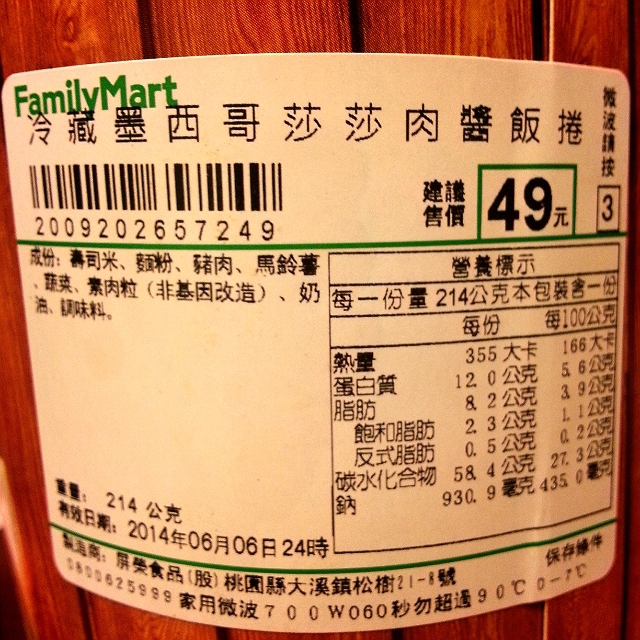 FamilyMart
冷藏墨西哥莎莎肉醬飯捲
微波請按
3
2009202657249
建議售價
49元
成份：壽司米、麵粉、豬肉、馬鈴薯
、蔬菜、素肉粒（非基因改造）、奶
油、調味料。
營養標示
每一份量 214公克本包裝含一份
每份 每100公克
熱量 355 大卡 166 大卡
蛋白質 12.0 公克 5.6 公克
脂肪 8.2 公克 3.9 公克
飽和脂肪 2.3 公克 1.1 公克
反式脂肪 0.5 公克 0.2 公克
碳水化合物 58.4 公克 27.3 公克
鈉 930.9 毫克 435.0 毫克
重量： 214 公克
有效日期：2014年06月06日24時
製造商：屏榮食品(股)桃園縣大溪鎮松樹21-8號
保存條件
0800625999 家用微波７００W060秒勿超過90℃ 0-7℃